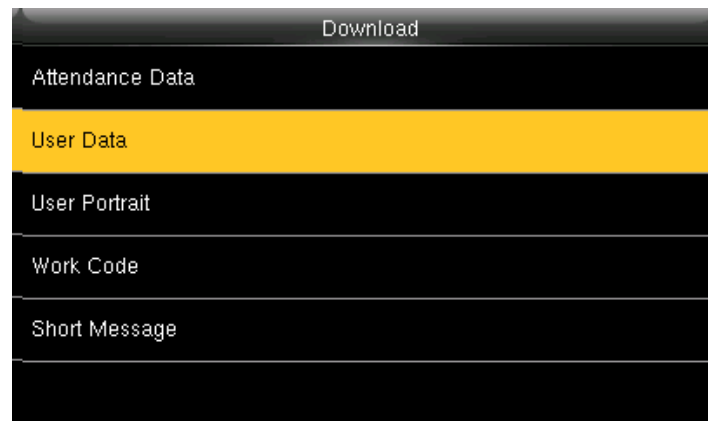 Download
Attendance Data
User Data
User Portrait
Work Code
Short Message